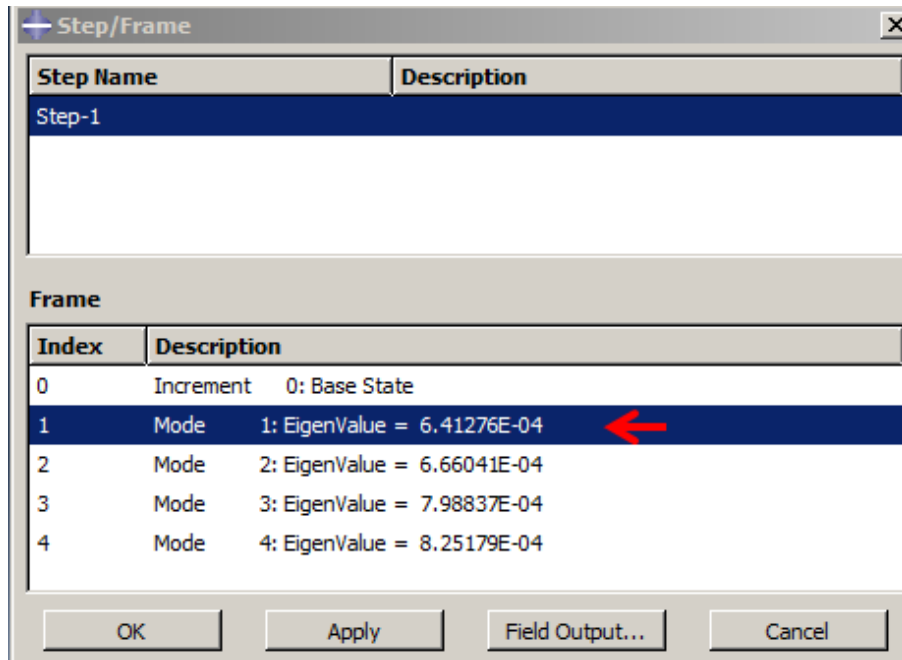 Step/Frame
Step Name Description
Step-1
Frame
Index Description
0 Increment 0: Base State
1 Mode 1: EigenValue = 6.41276E-04
2 Mode 2: EigenValue = 6.66041E-04
3 Mode 3: EigenValue = 7.98837E-04
4 Mode 4: EigenValue = 8.25179E-04
OK Apply Field Output... Cancel